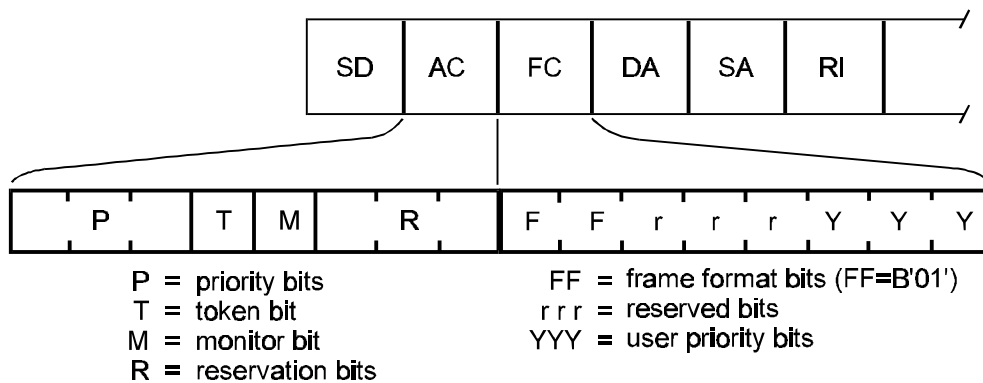 SD AC FC DA SA RI
P T M R F F r r r Y Y Y
P = priority bits
T = token bit
M = monitor bit
R = reservation bits
FF = frame format bits (FF=B'01')
r r r = reserved bits
YYY = user priority bits